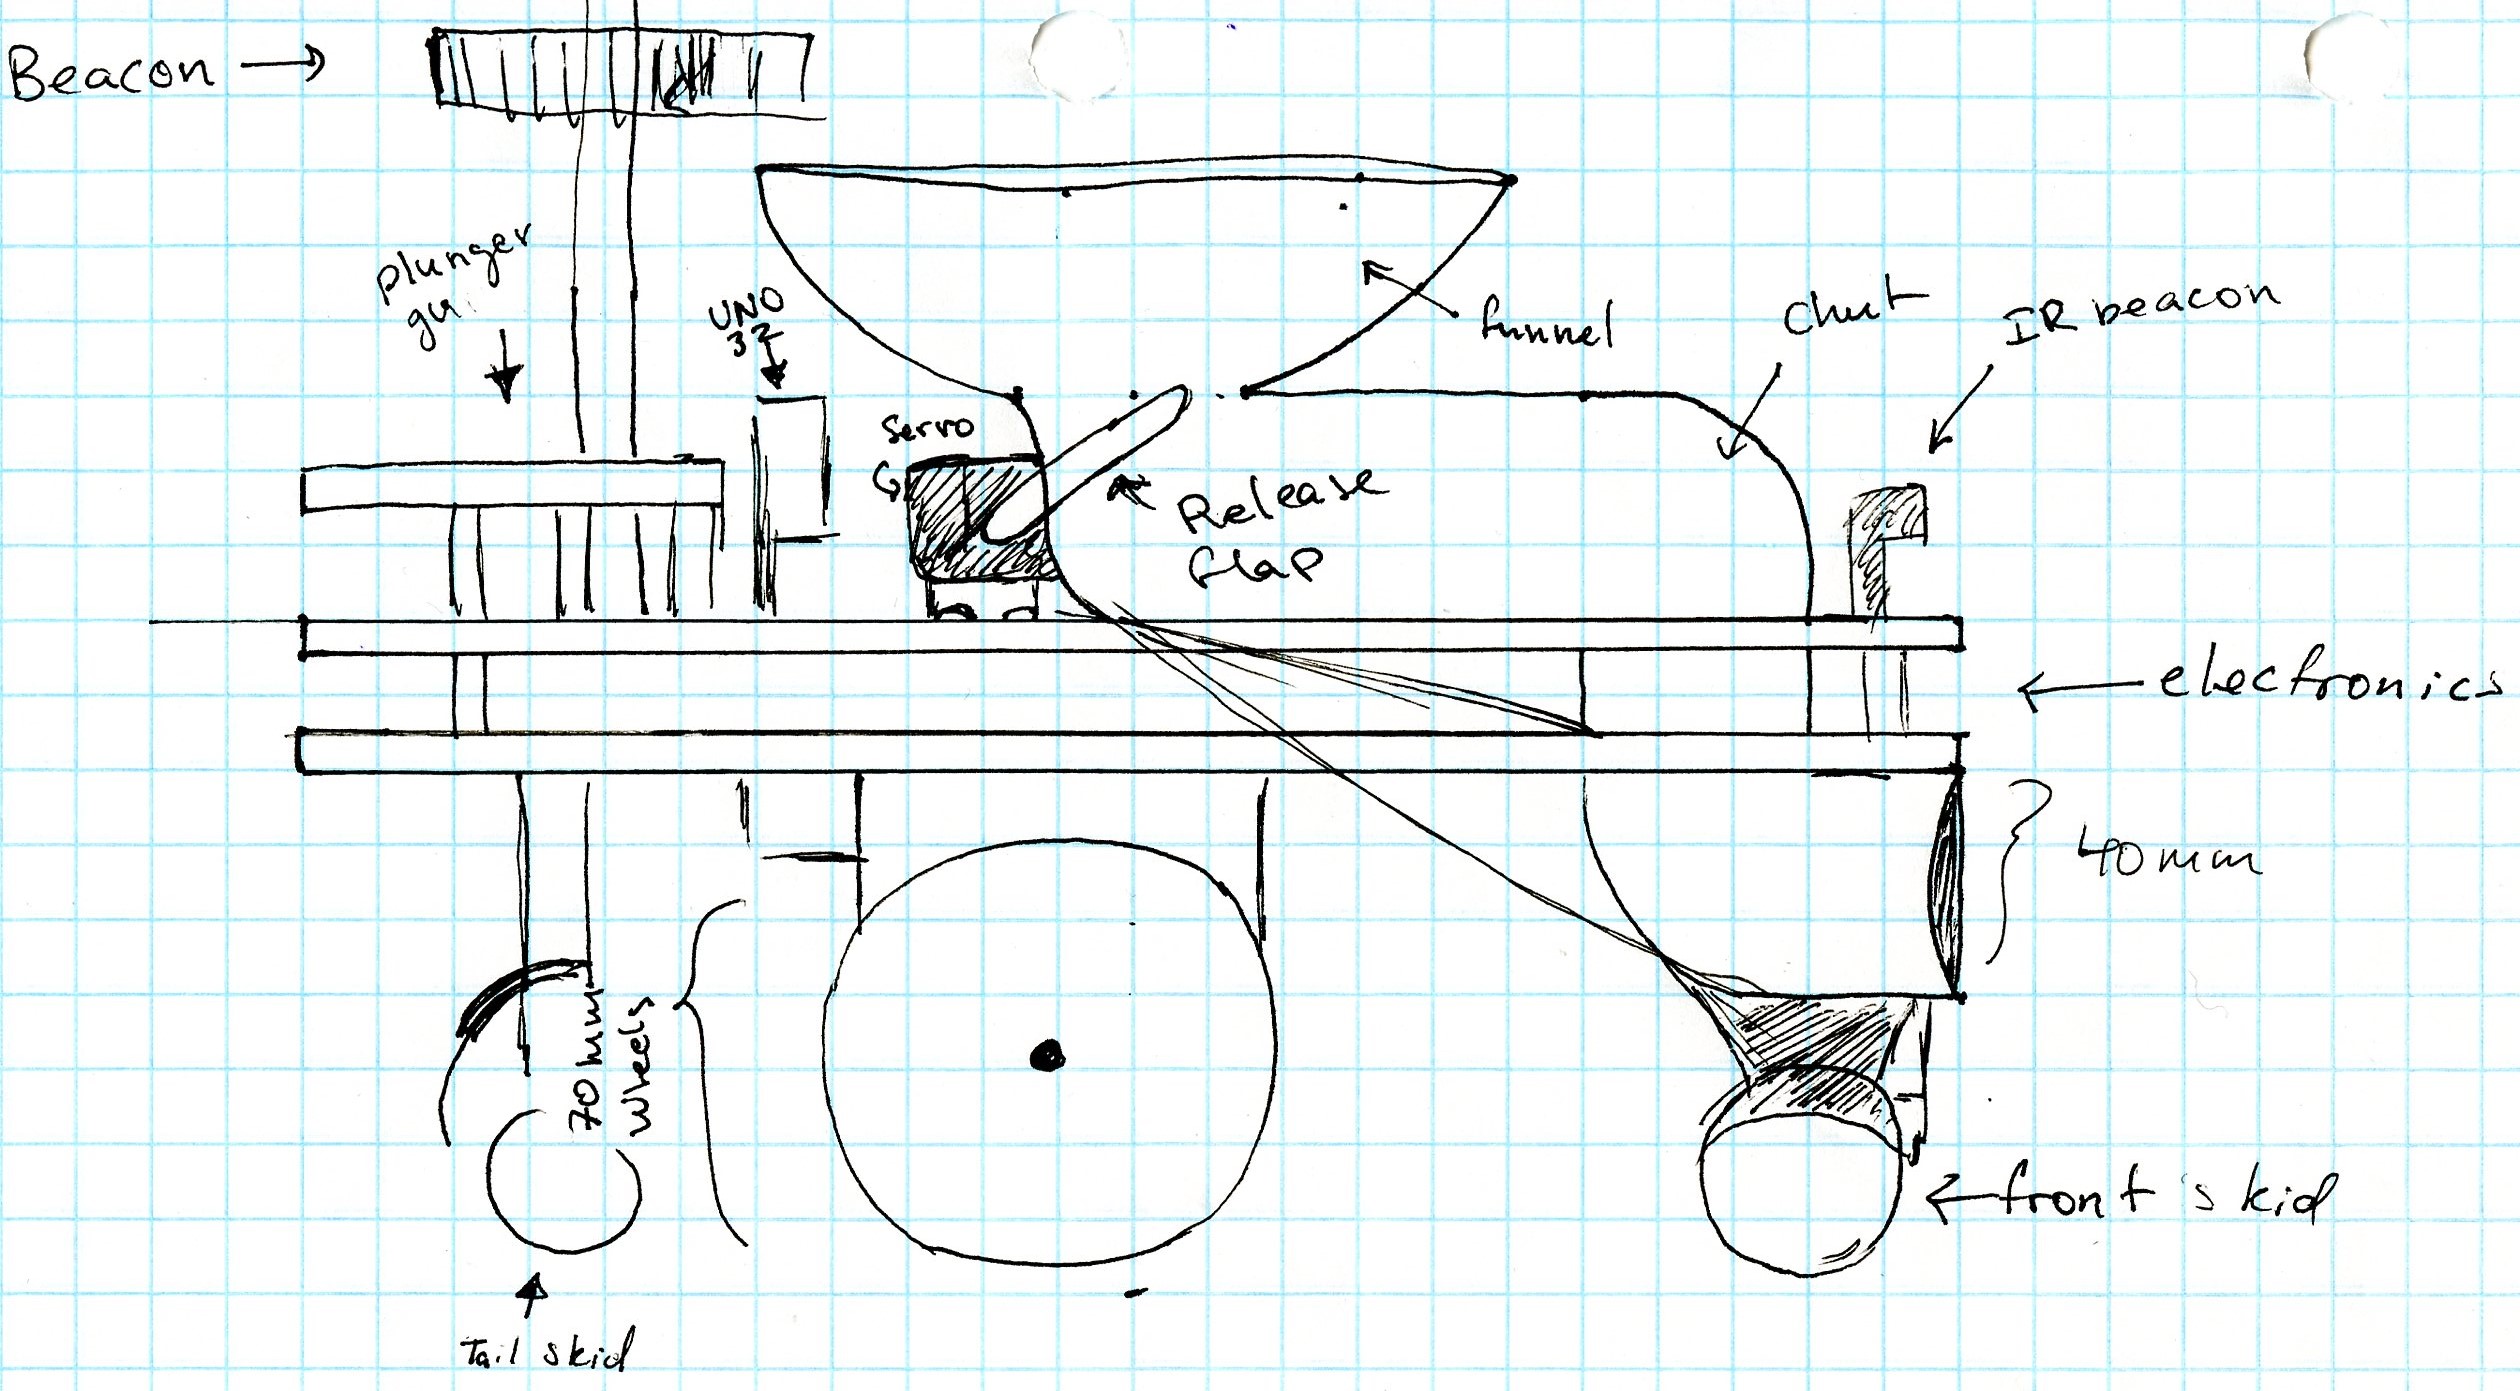 Beacon
plunger
UNO
32
funnel
Chut
IR beacon
Servo
Release
flap
electronics
40mm
70mm
wheels
front skid
Tail skid